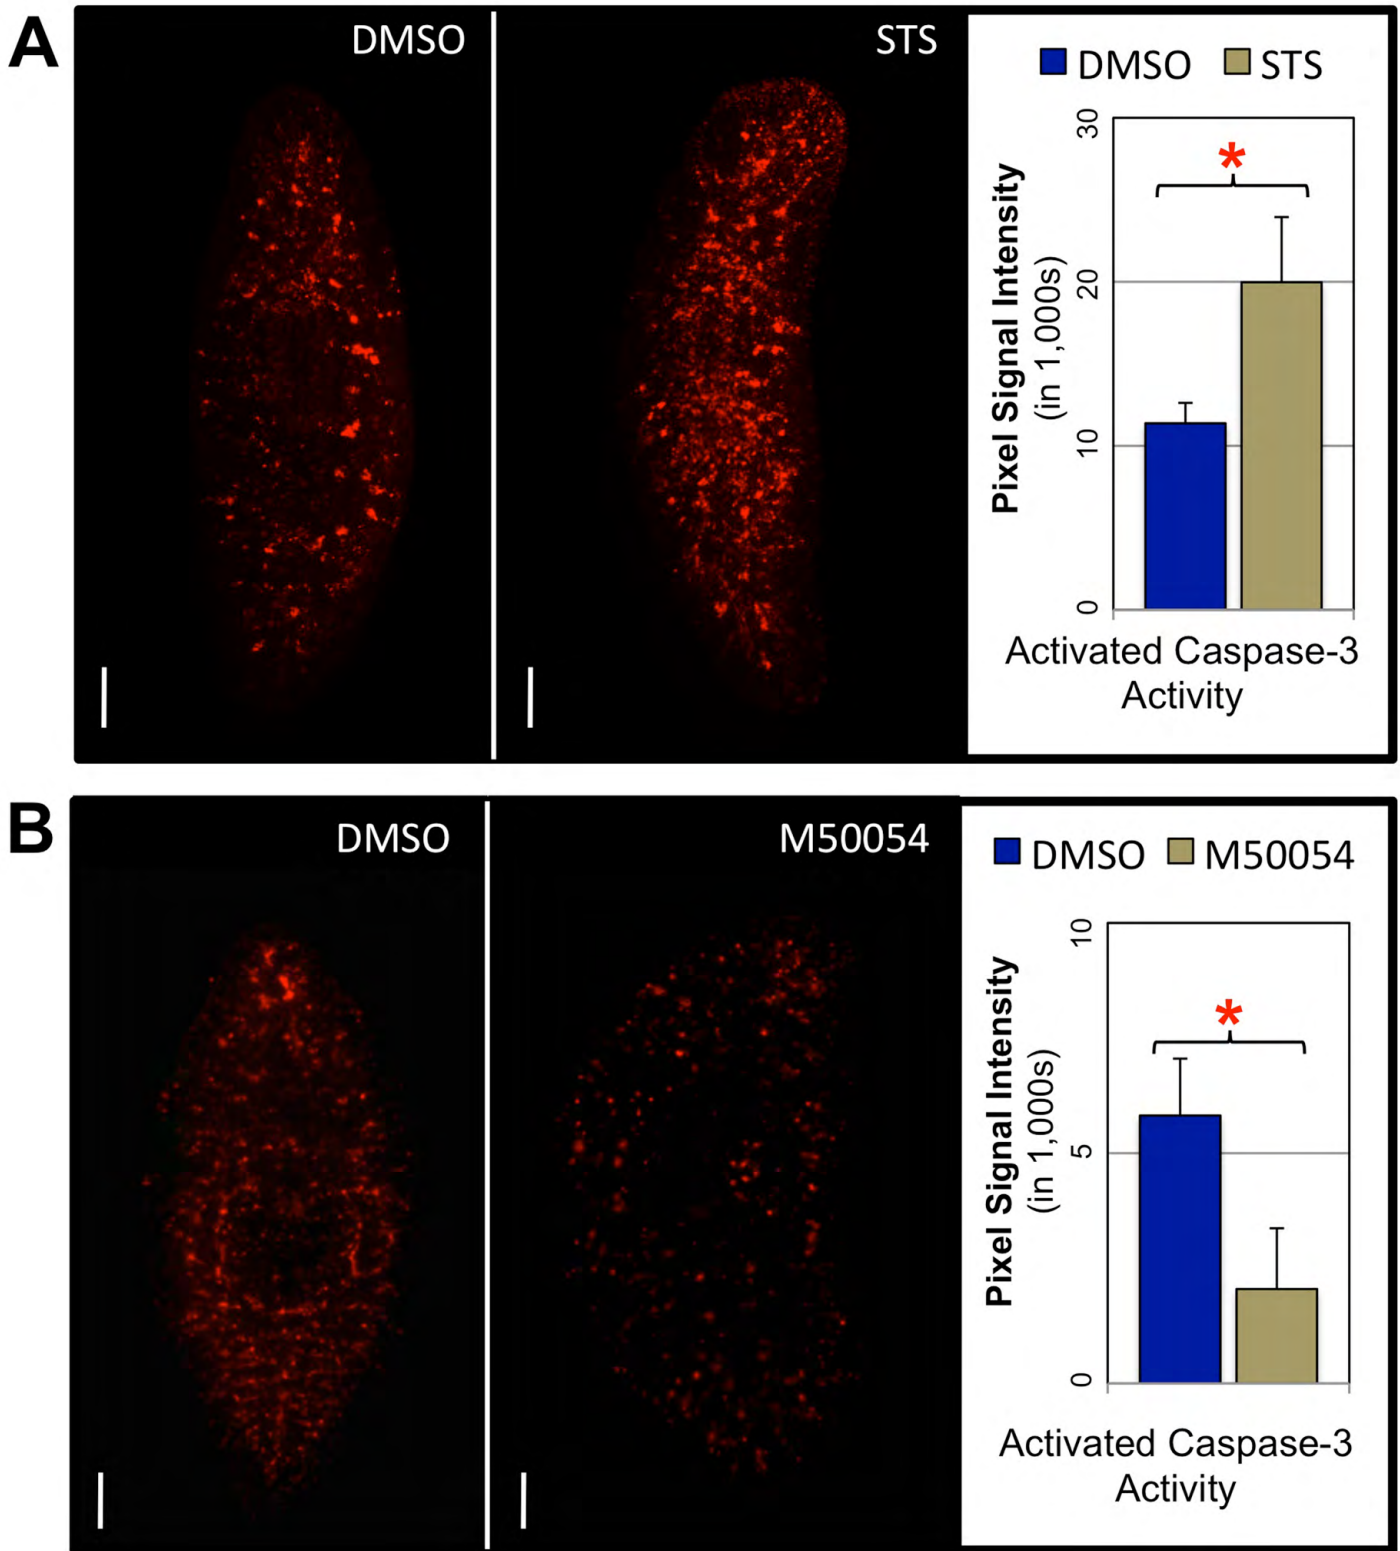 A
DMSO
STS
DMSO STS
Pixel Signal Intensity
(in 1,000s)
30
20
10
0
*
Activated Caspase-3
Activity
B
DMSO
M50054
DMSO M50054
Pixel Signal Intensity
(in 1,000s)
10
5
0
*
Activated Caspase-3
Activity